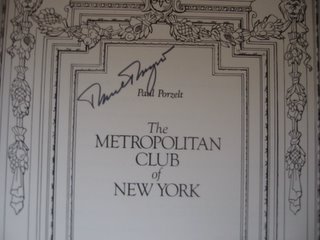 Paul Porzelt
The
METROPOLITAN
CLUB
of
NEW YORK